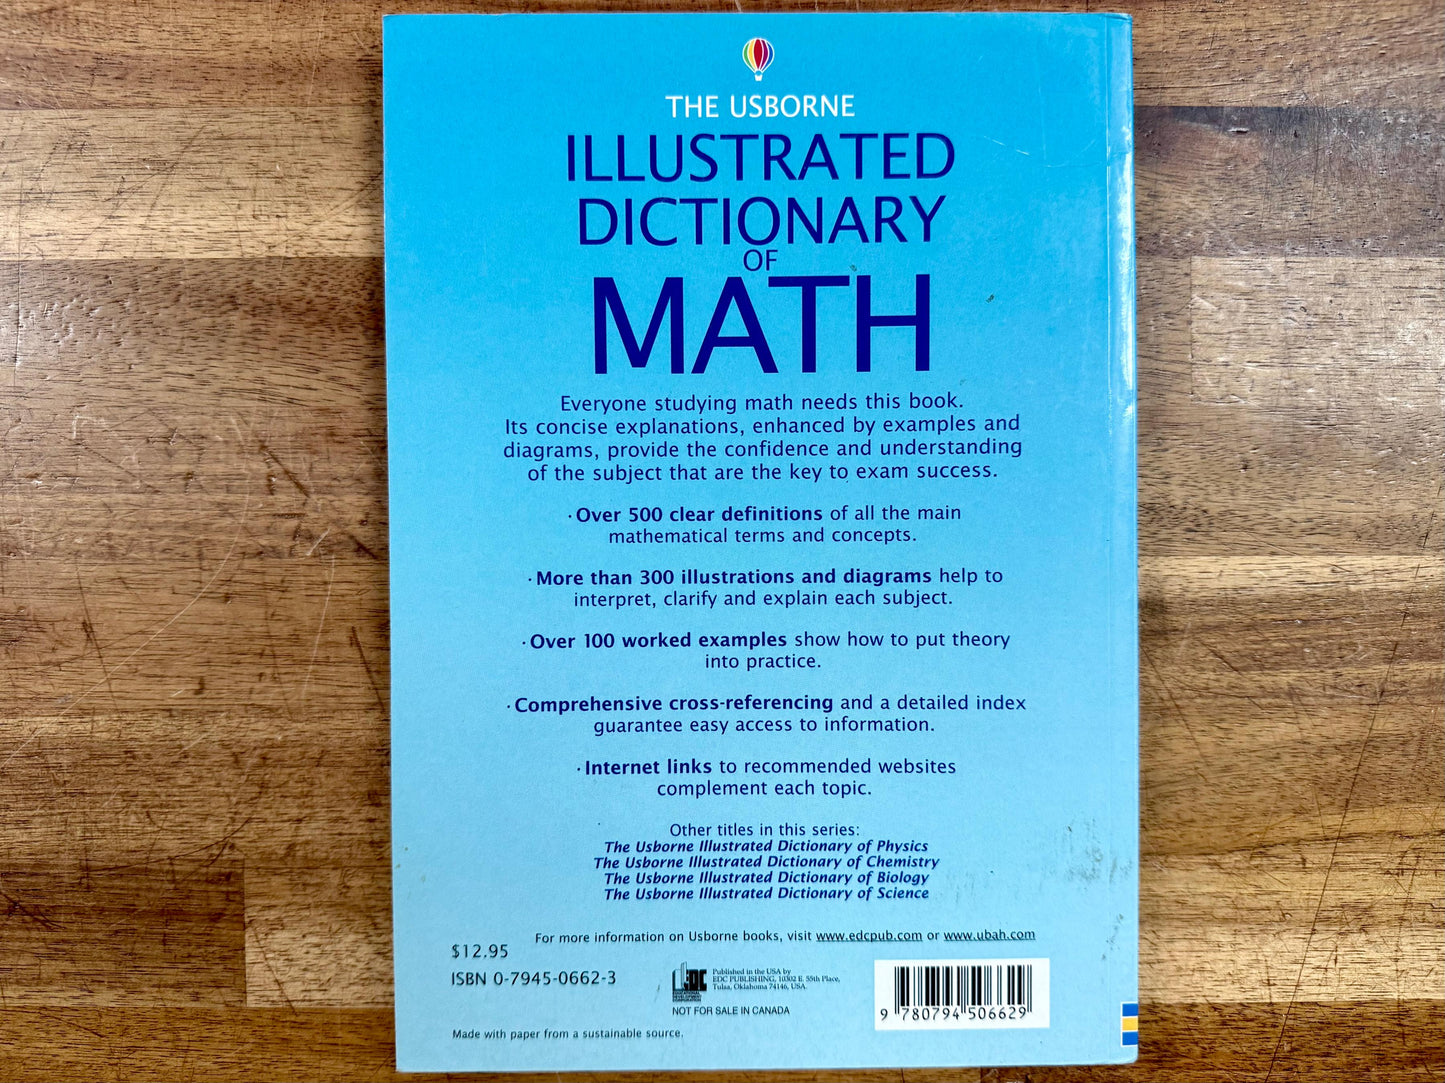 THE USBORNE
ILLUSTRATED
DICTIONARY
OF
MATH
Everyone studying math needs this book.
Its concise explanations, enhanced by examples and
diagrams, provide the confidence and understanding
of the subject that are the key to exam success.
· Over 500 clear definitions of all the main
mathematical terms and concepts.
· More than 300 illustrations and diagrams help to
interpret, clarify and explain each subject.
· Over 100 worked examples show how to put theory
into practice.
· Comprehensive cross-referencing and a detailed index
guarantee easy access to information.
· Internet links to recommended websites
complement each topic.
Other titles in this series:
The Usborne Illustrated Dictionary of Physics
The Usborne Illustrated Dictionary of Chemistry
The Usborne Illustrated Dictionary of Biology
The Usborne Illustrated Dictionary of Science
For more information on Usborne books, visit www.edcpub.com or www.ubah.com
$12.95
ISBN 0-7945-0662-3
EDC
EDUCATIONAL
DEVELOPMENT
CORPORATION
Published in the USA by
EDC PUBLISHING, 10302 E. 55th Place,
Tulsa, Oklahoma 74146, USA.
NOT FOR SALE IN CANADA
9 780794 506629
Made with paper from a sustainable source.